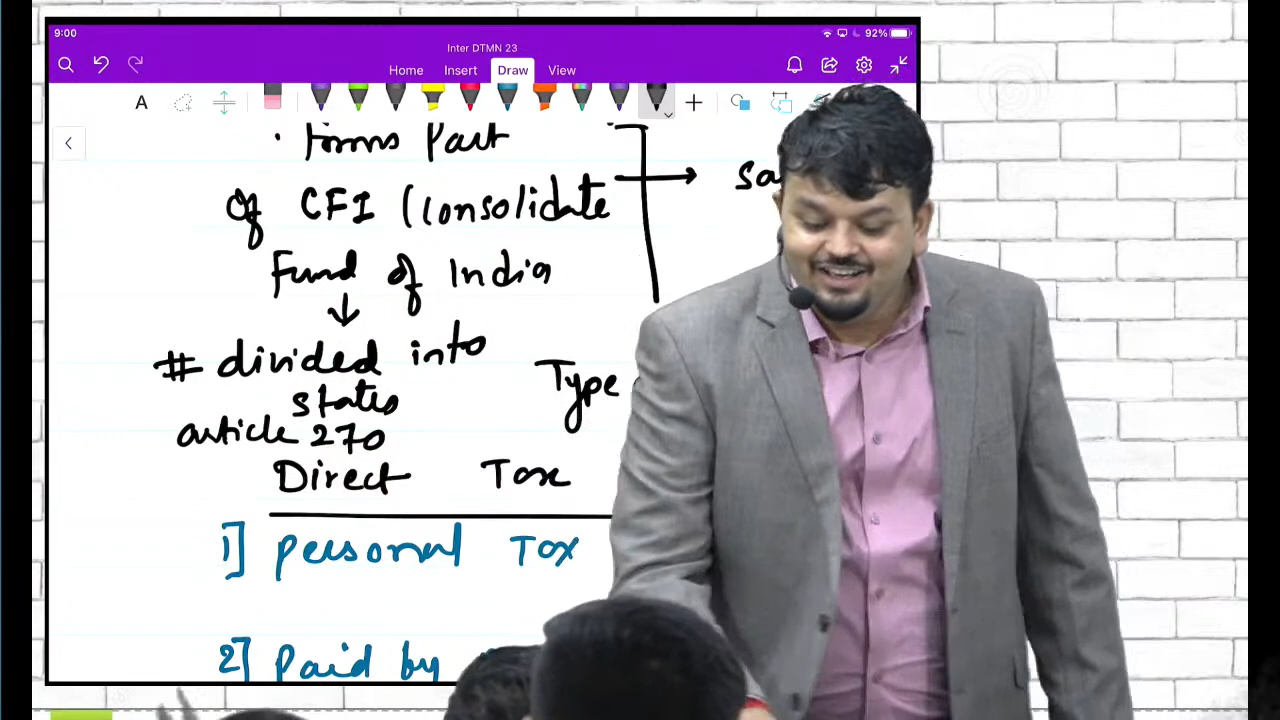 9:00
92%
Inter DTMN 23
Home Insert Draw View
A
• Forms Part
of CFI (Consolidate
Fund of India
# divided into
states
Type
article 270
Direct Tax
1] Personal Tax
2] Paid by